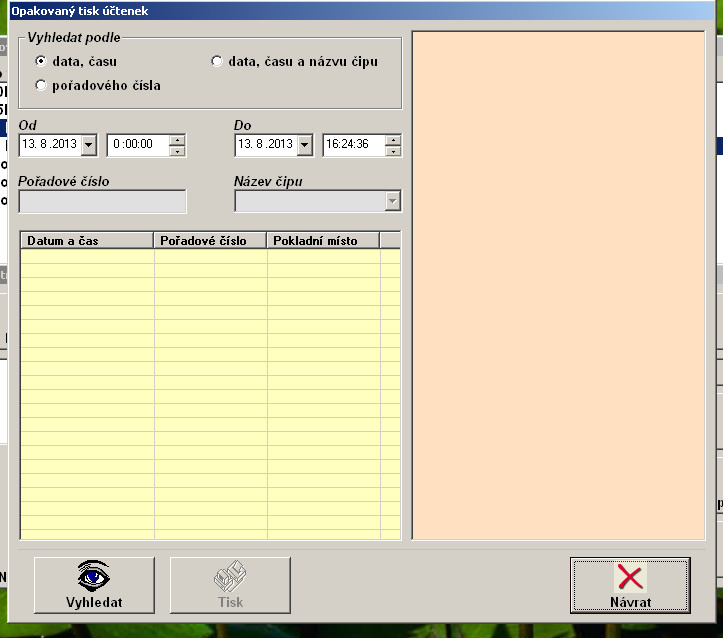 Opakovaný tisk účtenek
Vyhledat podle
data, času
data, času a názvu čipu
pořadového čísla
Od
Do
13. 8 .2013
0 :00:00
13. 8 .2013
16:24:36
Pořadové číslo
Název čipu
Datum a čas
Pořadové číslo
Pokladní místo
Vyhledat
Tisk
Návrat